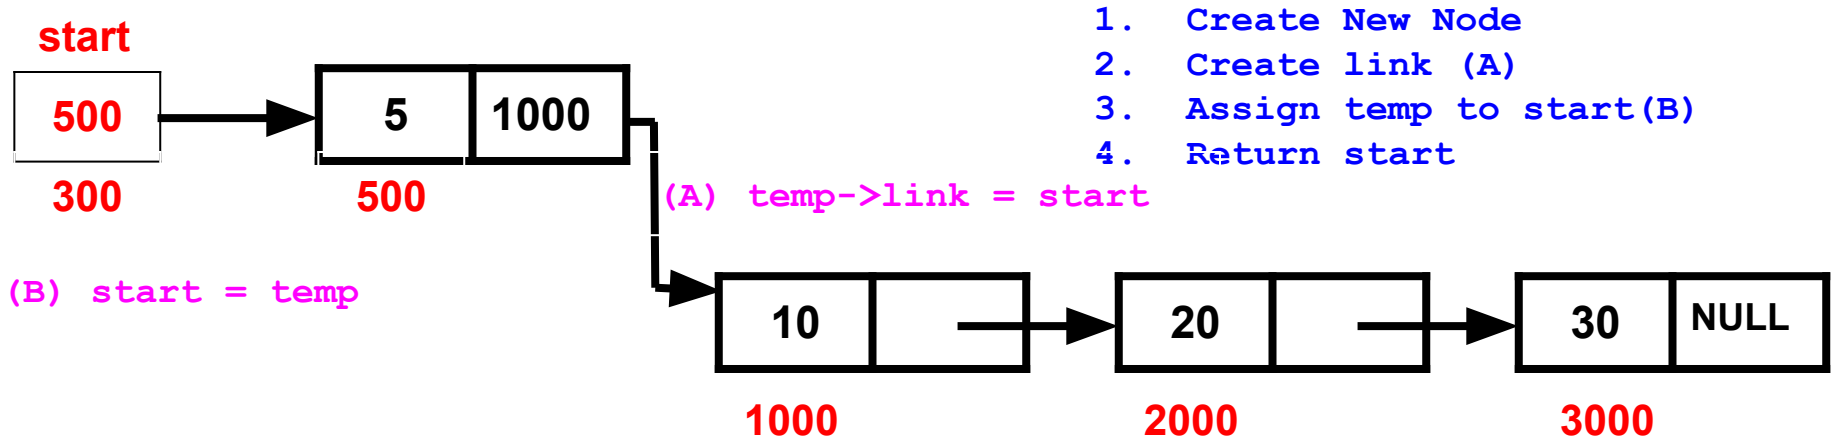 start
500
300
5 1000
500
1. Create New Node
2. Create link (A)
3. Assign temp to start(B)
4. Return start
(A) temp->link = start
(B) start = temp
10
1000
20
2000
30 NULL
3000